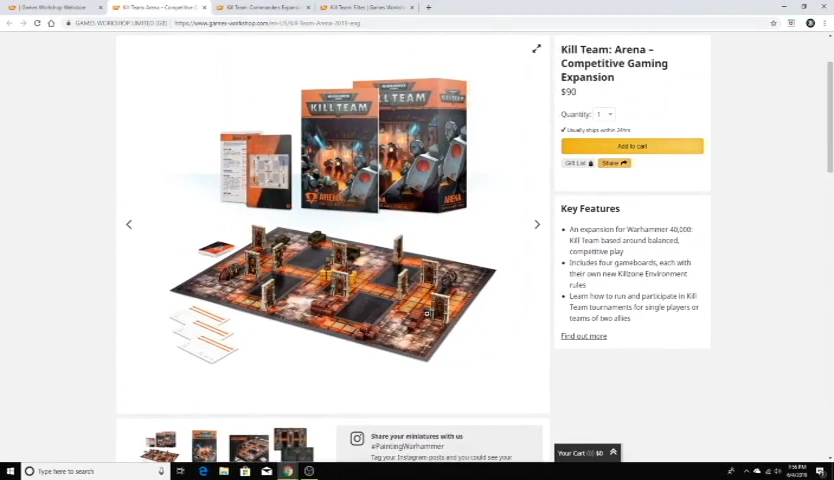 | Games Workshop Webstore
Kill Team: Arena – Competitive G
Kill Team: Commanders Expansi
Kill Team: Elites | Games Worksh
GAMES WORKSHOP LIMITED [GB] | https://www.games-workshop.com/en-US/Kill-Team-Arena-2019-eng
Kill Team: Arena –
Competitive Gaming
Expansion
$90
Quantity: 1
Usually ships within 24hrs
Add to cart
Gift List
Share
KILL TEAM
ARENA
KILL TEAM
ARENA
Key Features
An expansion for Warhammer 40,000:
Kill Team based around balanced,
competitive play
Includes four gameboards, each with
their own new Killzone Environment
rules
Learn how to run and participate in Kill
Team tournaments for single players or
teams of two allies
Find out more
Share your miniatures with us
#PaintingWarhammer
Tag your Instagram posts and you could see your
Your Cart (0) $0
Type here to search